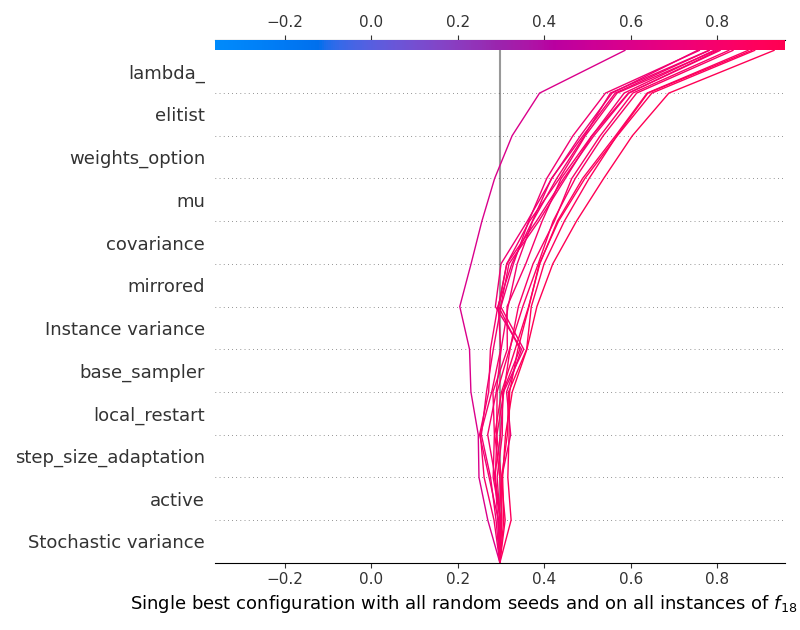 −0.2 0.0 0.2 0.4 0.6 0.8
lambda_
elitist
weights_option
mu
covariance
mirrored
Instance variance
base_sampler
local_restart
step_size_adaptation
active
Stochastic variance
−0.2 0.0 0.2 0.4 0.6 0.8
Single best configuration with all random seeds and on all instances of f18